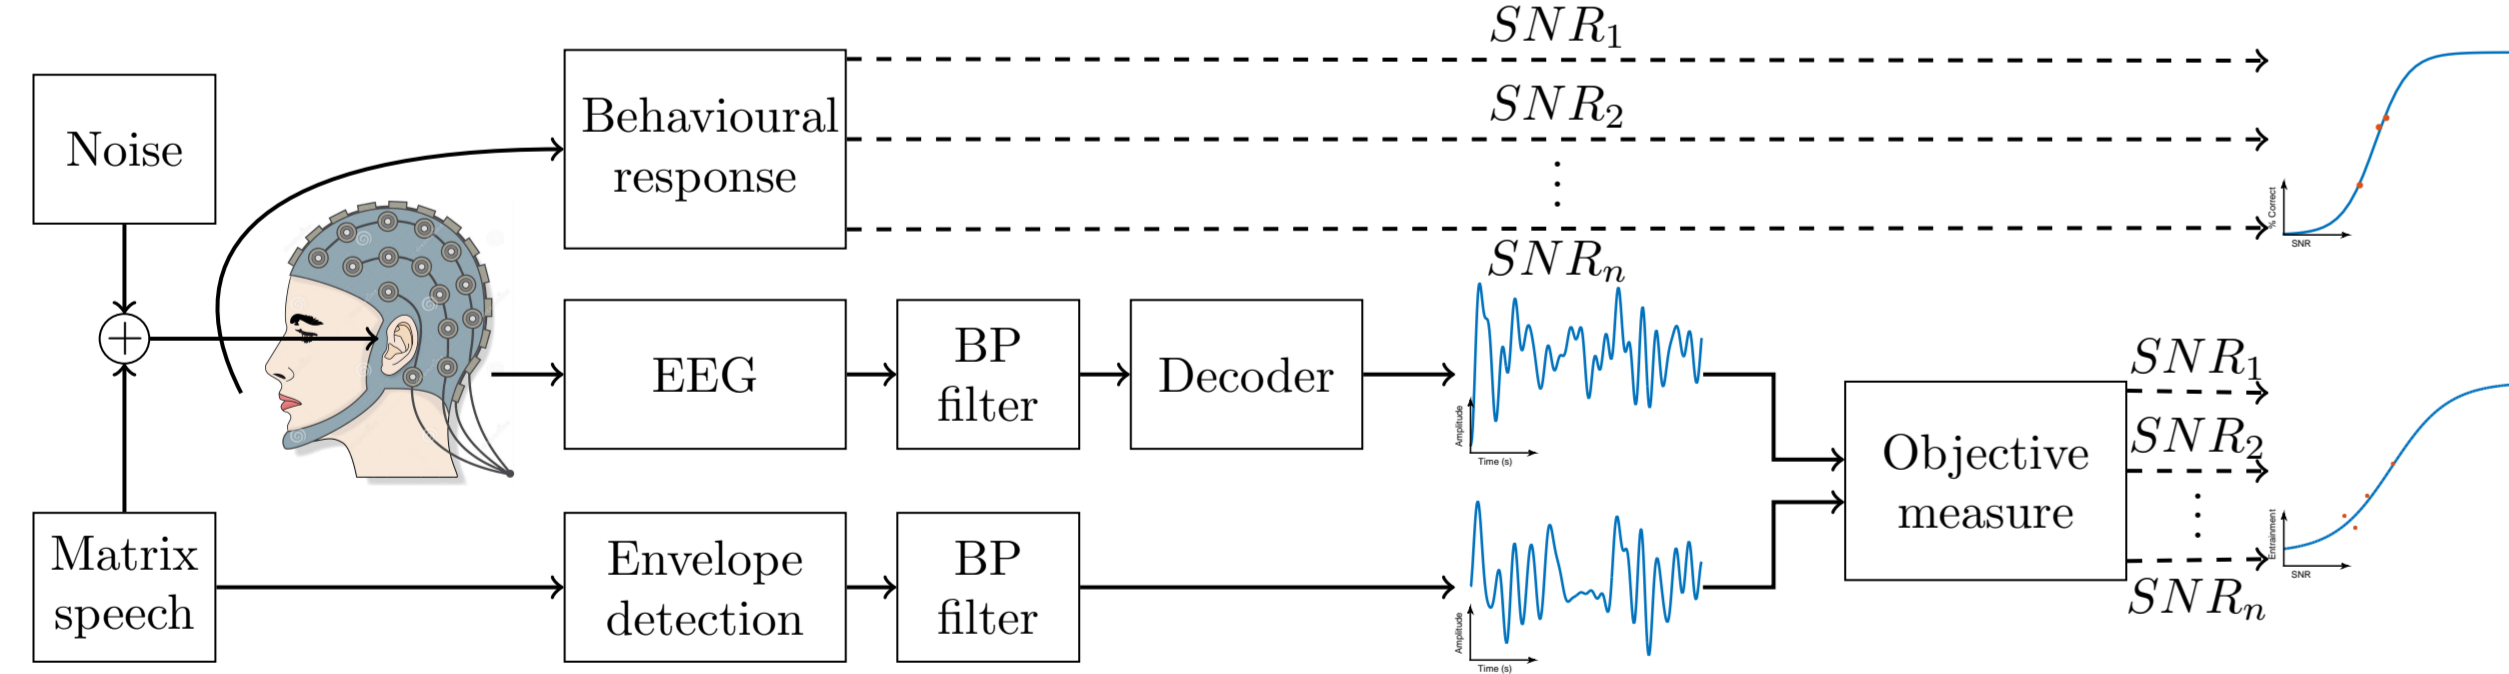 Noise
Matrix
speech
Behavioural
response
SNR₁
SNR₂
⋮
SNRₙ
% Correct
SNR
EEG
BP
filter
Decoder
Amplitude
Time (s)
Envelope
detection
BP
filter
Amplitude
Time (s)
Objective
measure
SNR₁
SNR₂
⋮
SNRₙ
Entrainment
SNR